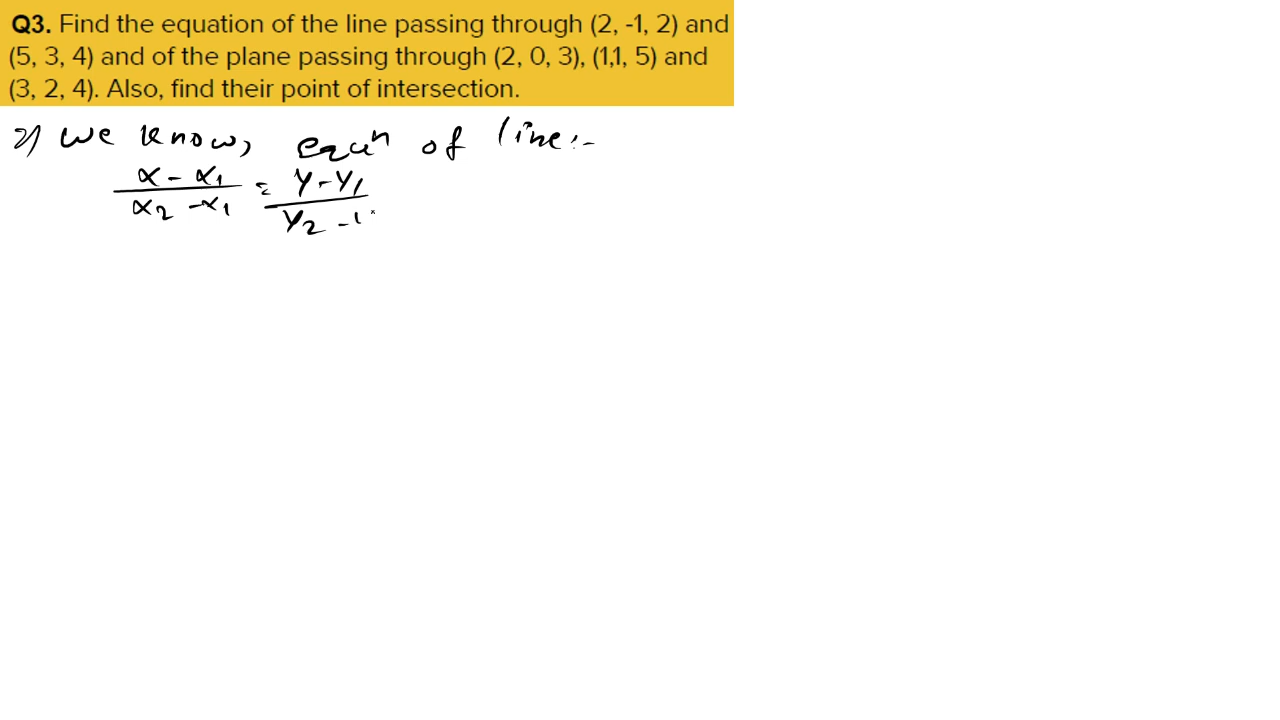 Q3. Find the equation of the line passing through (2, -1, 2) and
(5, 3, 4) and of the plane passing through (2, 0, 3), (1,1, 5) and
(3, 2, 4). Also, find their point of intersection.
⇒ We know, eqaⁿ of line:-
x - x₁ / x₂ - x₁ = y - y₁ / y₂ -